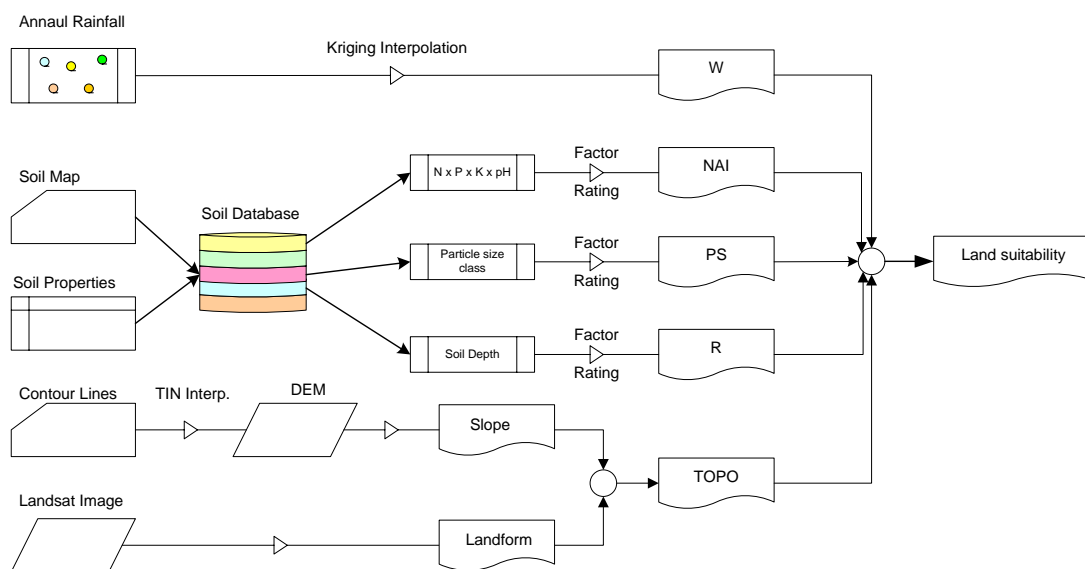 Annaul Rainfall
Kriging Interpolation
W
Soil Map
Soil Database
N x P x K x pH
Factor
Rating
NAI
Soil Properties
Particle size
class
Factor
Rating
PS
Land suitability
Soil Depth
Factor
Rating
R
Contour Lines
TIN Interp.
DEM
Slope
TOPO
Landsat Image
Landform